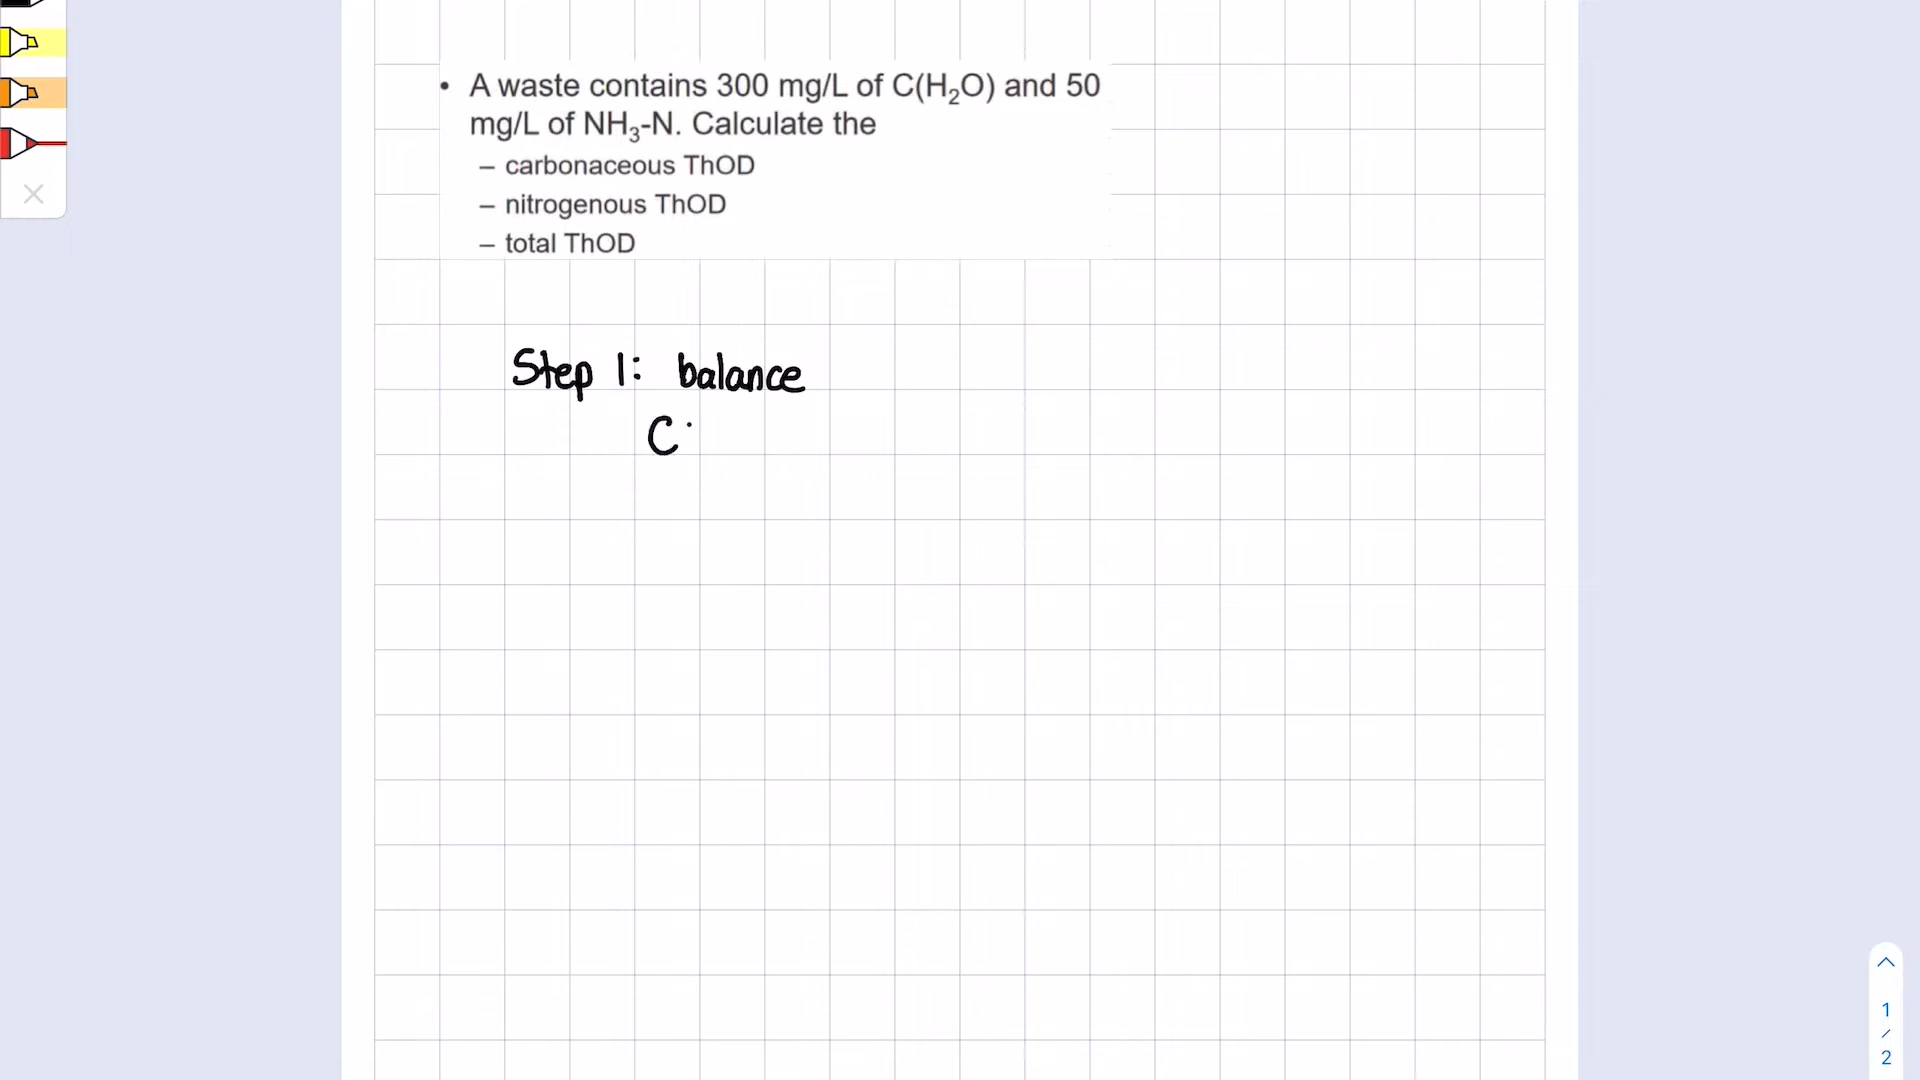 • A waste contains 300 mg/L of C(H₂O) and 50
mg/L of NH₃-N. Calculate the
– carbonaceous ThOD
– nitrogenous ThOD
– total ThOD
Step 1: balance
C
1
/
2